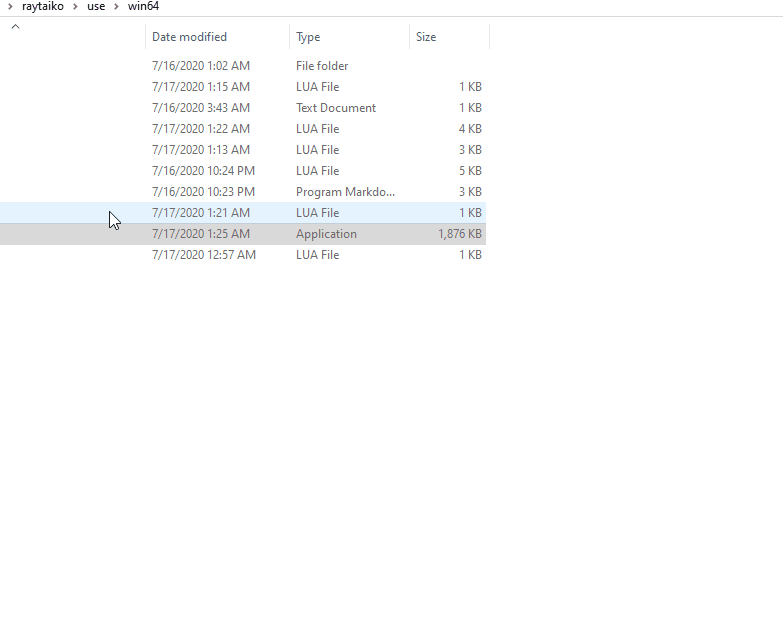 raytaiko > use > win64
Date modified Type Size
7/16/2020 1:02 AM File folder
7/17/2020 1:15 AM LUA File 1 KB
7/16/2020 3:43 AM Text Document 1 KB
7/17/2020 1:22 AM LUA File 4 KB
7/17/2020 1:13 AM LUA File 3 KB
7/16/2020 10:24 PM LUA File 5 KB
7/16/2020 10:23 PM Program Markdo... 3 KB
7/17/2020 1:21 AM LUA File 1 KB
7/17/2020 1:25 AM Application 1,876 KB
7/17/2020 12:57 AM LUA File 1 KB